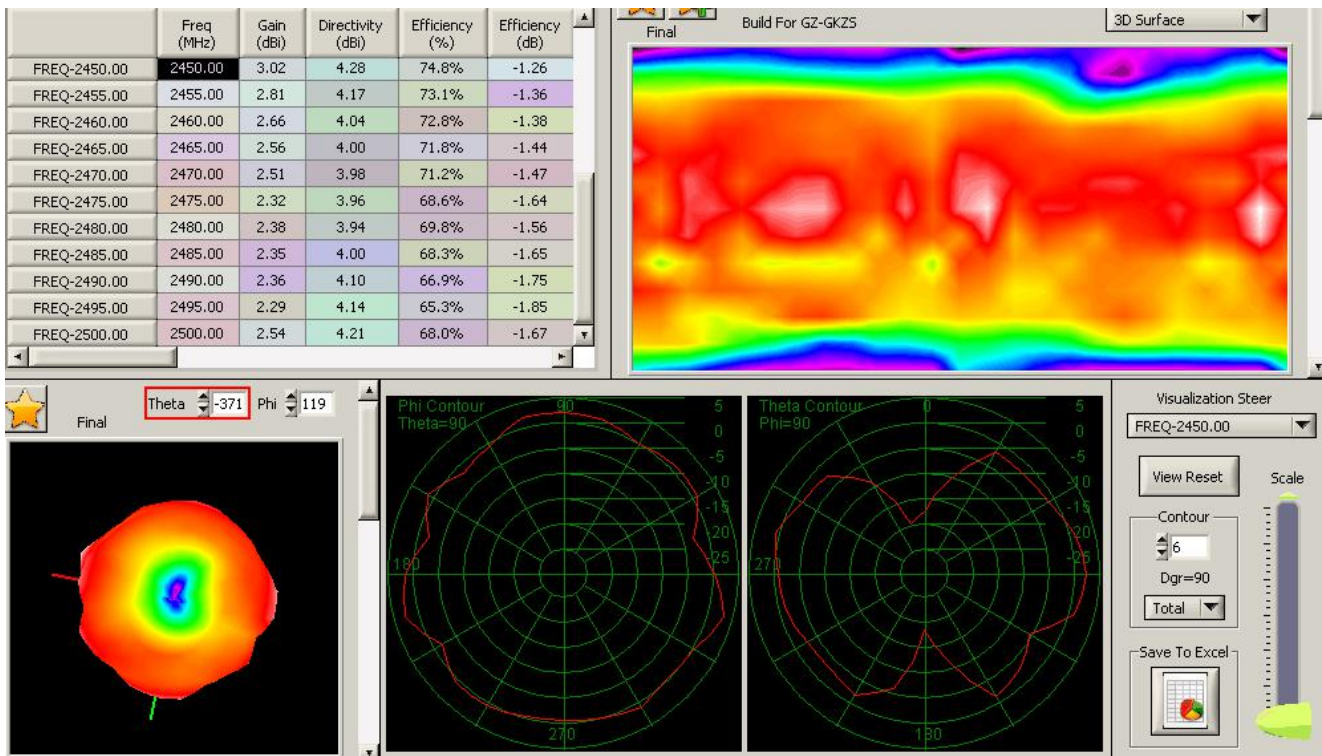 Freq (MHz) Gain (dBi) Directivity (dBi) Efficiency (%) Efficiency (dB)
FREQ-2450.00 2450.00 3.02 4.28 74.8% -1.26
FREQ-2455.00 2455.00 2.81 4.17 73.1% -1.36
FREQ-2460.00 2460.00 2.66 4.04 72.8% -1.38
FREQ-2465.00 2465.00 2.56 4.00 71.8% -1.44
FREQ-2470.00 2470.00 2.51 3.98 71.2% -1.47
FREQ-2475.00 2475.00 2.32 3.96 68.6% -1.64
FREQ-2480.00 2480.00 2.38 3.94 69.8% -1.56
FREQ-2485.00 2485.00 2.35 4.00 68.3% -1.65
FREQ-2490.00 2490.00 2.36 4.10 66.9% -1.75
FREQ-2495.00 2495.00 2.29 4.14 65.3% -1.85
FREQ-2500.00 2500.00 2.54 4.21 68.0% -1.67
Final
Build For GZ-GKZS
3D Surface
Theta -371 Phi 119
Final
Phi Contour
Theta=90
90
180
270
5
0
-5
-10
-15
-20
-25
Theta Contour
Phi=90
0
270
180
5
0
-5
-10
-15
-20
-25
Visualization Steer
FREQ-2450.00
View Reset
Scale
Contour
6
Dgr=90
Total
Save To Excel